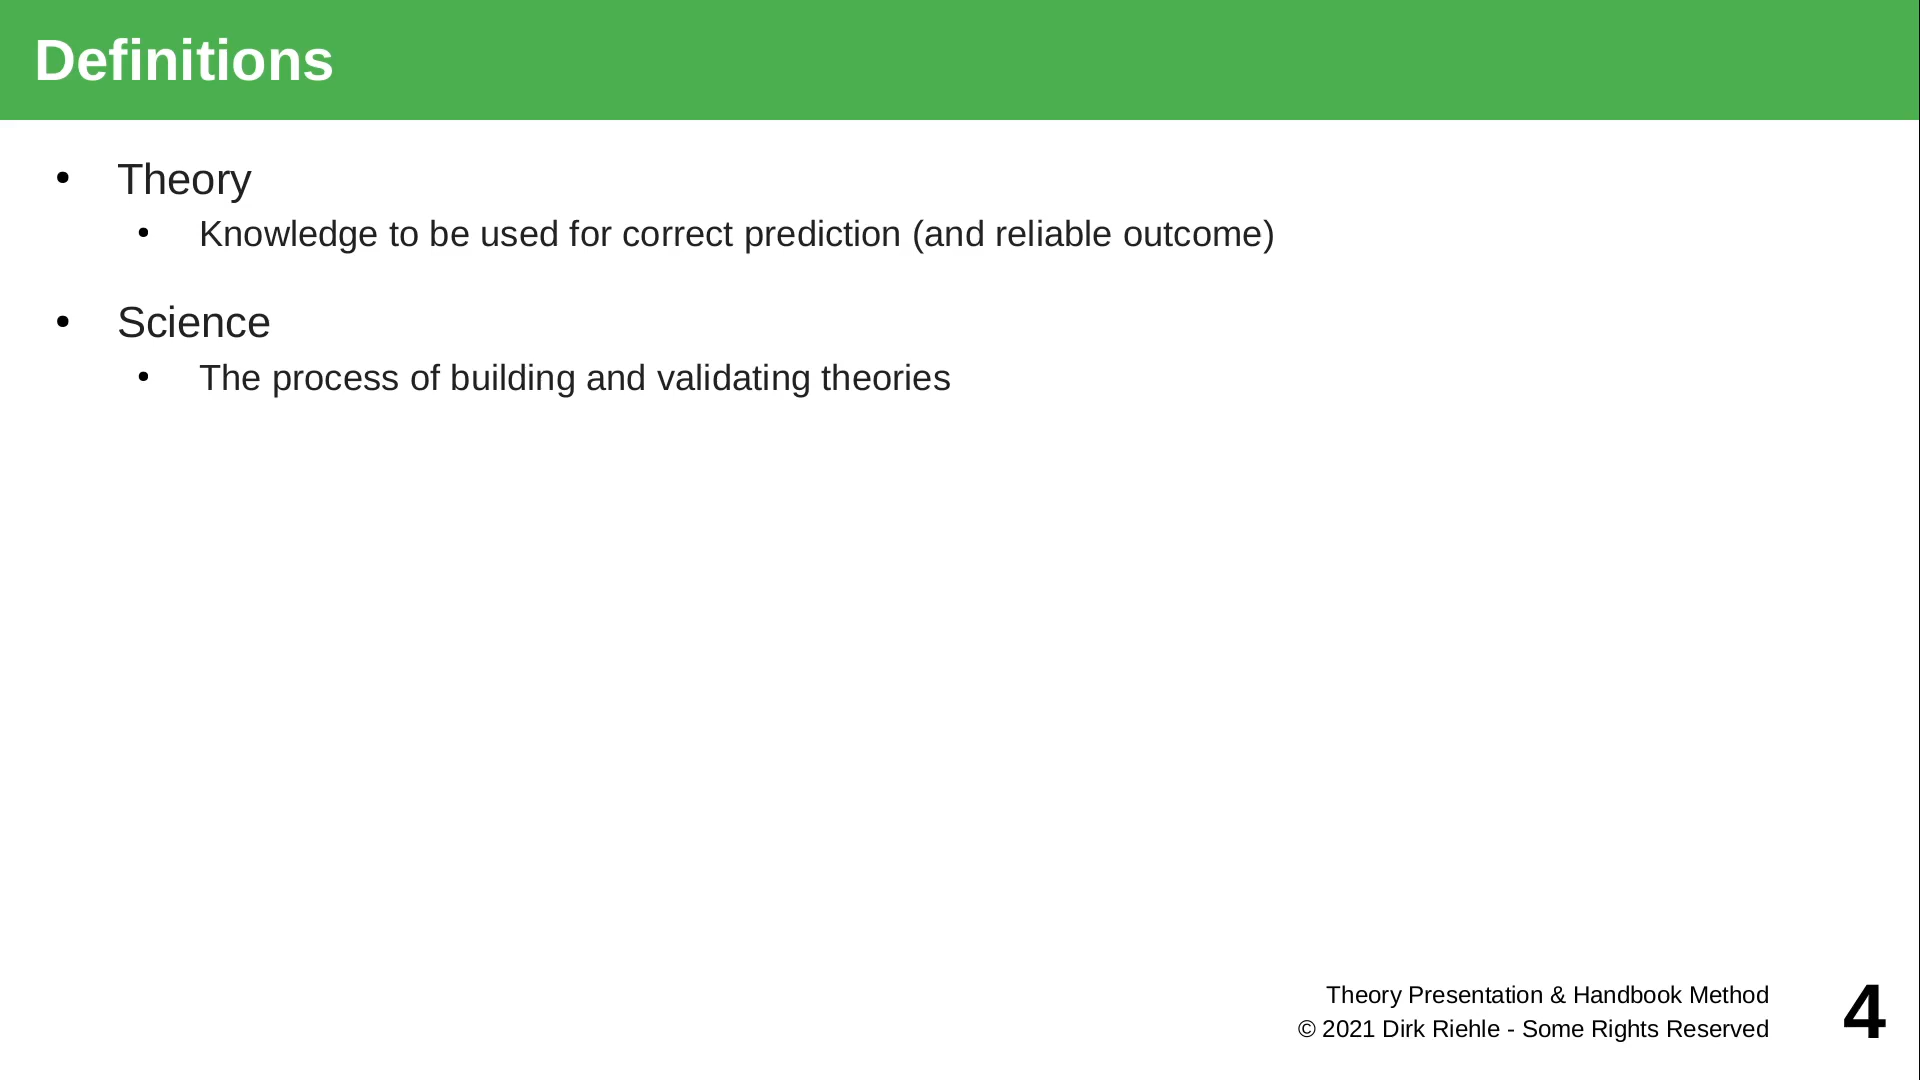 Definitions
• Theory
• Knowledge to be used for correct prediction (and reliable outcome)
• Science
• The process of building and validating theories
Theory Presentation & Handbook Method
© 2021 Dirk Riehle - Some Rights Reserved
4